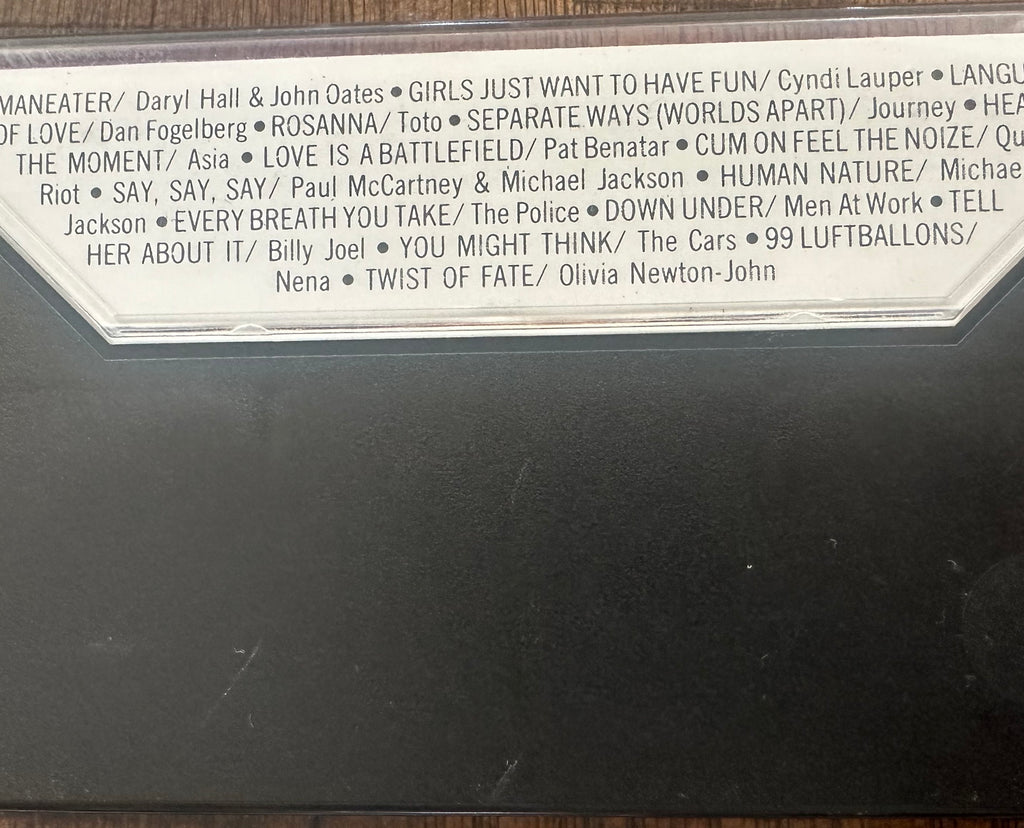 MANEATER/ Daryl Hall & John Oates • GIRLS JUST WANT TO HAVE FUN/ Cyndi Lauper • LANGU
OF LOVE/ Dan Fogelberg • ROSANNA/ Toto • SEPARATE WAYS (WORLDS APART)/ Journey • HEA
THE MOMENT/ Asia • LOVE IS A BATTLEFIELD/ Pat Benatar • CUM ON FEEL THE NOIZE/ Qu
Riot • SAY, SAY, SAY/ Paul McCartney & Michael Jackson • HUMAN NATURE/ Michae
Jackson • EVERY BREATH YOU TAKE/ The Police • DOWN UNDER/ Men At Work • TELL
HER ABOUT IT/ Billy Joel • YOU MIGHT THINK/ The Cars • 99 LUFTBALLONS/
Nena • TWIST OF FATE/ Olivia Newton-John